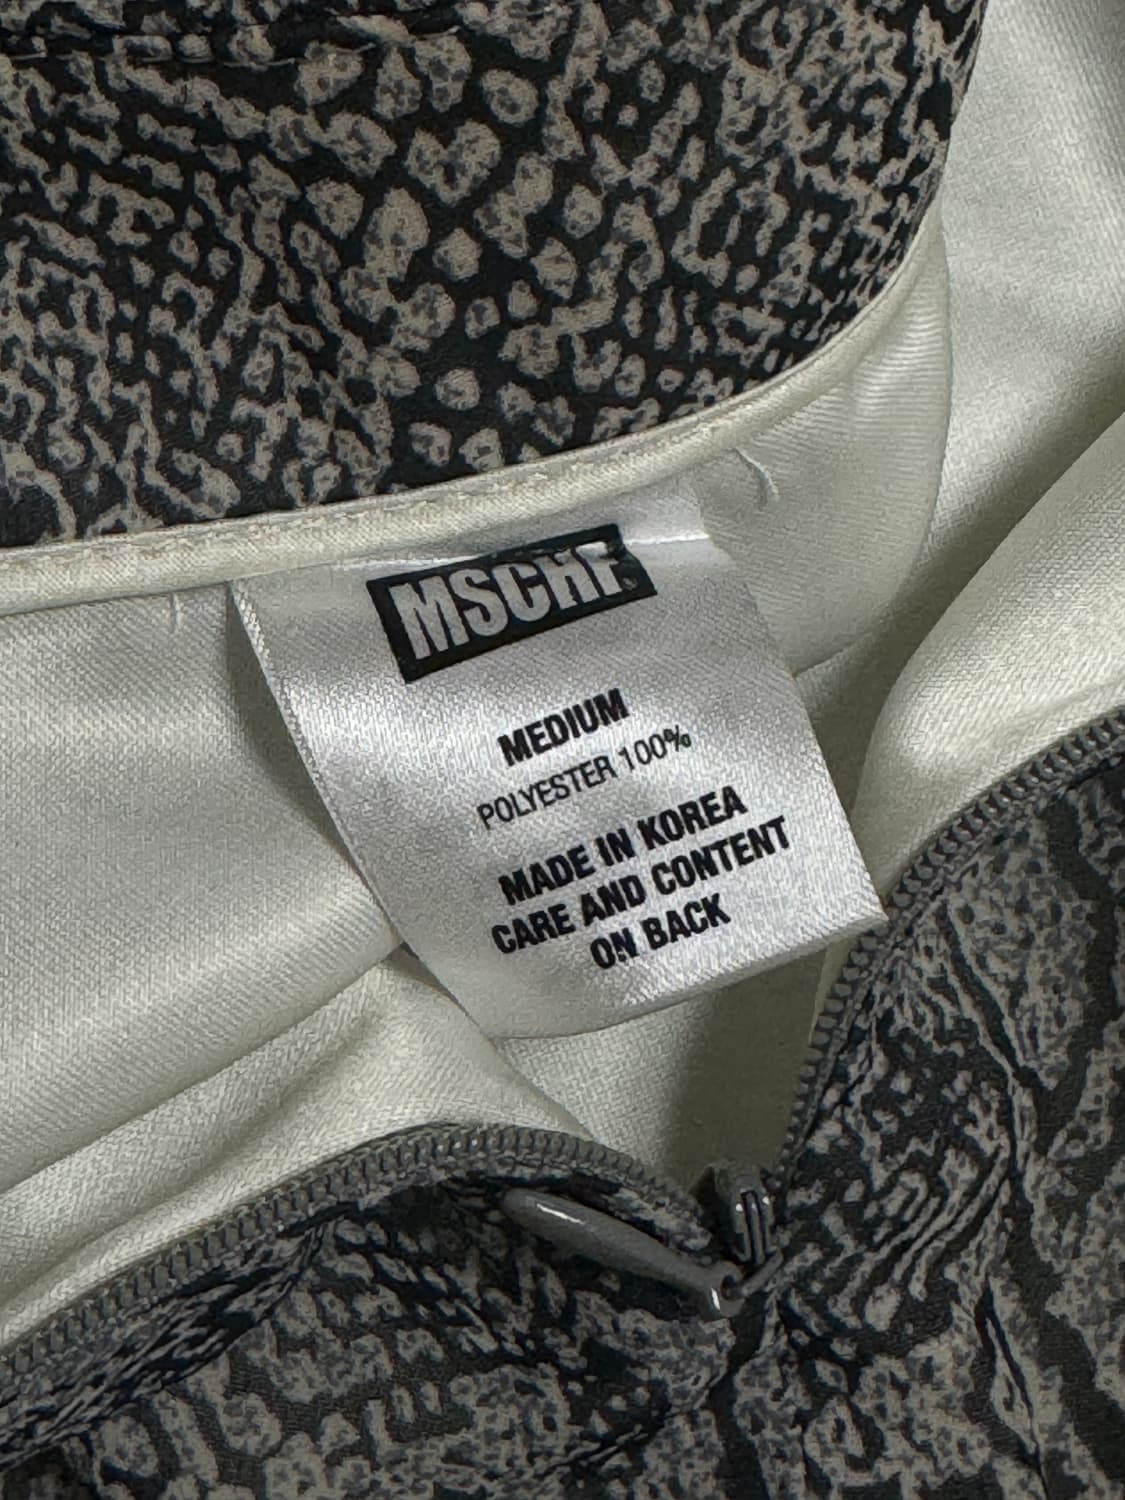 MSCHF.
MEDIUM
POLYESTER 100%
MADE IN KOREA
CARE AND CONTENT
ON BACK